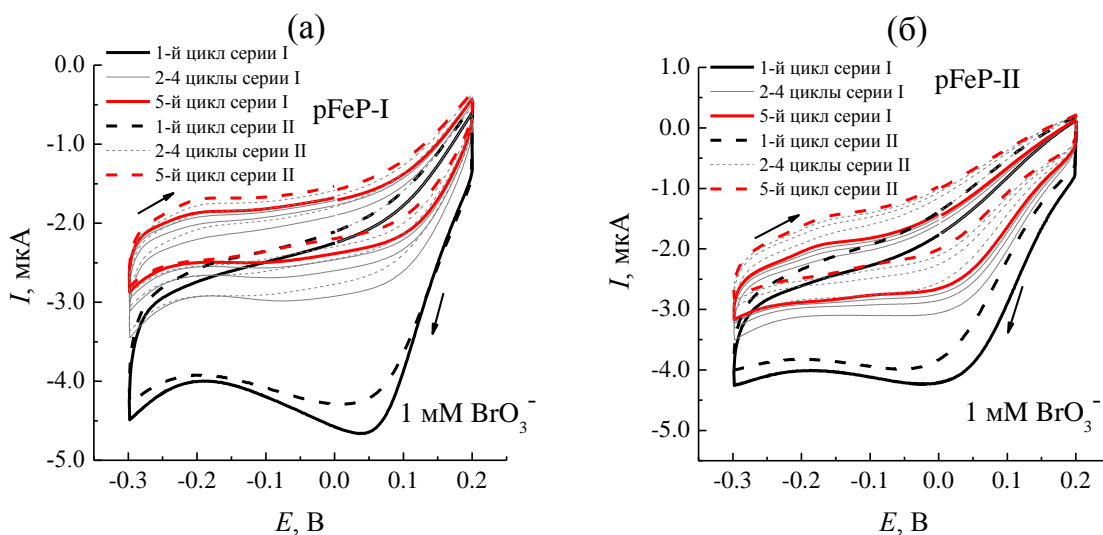 (а)
1-й цикл серии I
2-4 циклы серии I
5-й цикл серии I
1-й цикл серии II
2-4 циклы серии II
5-й цикл серии II
pFeP-I
1 мМ BrO₃⁻
0.0
-1.0
-2.0
-3.0
-4.0
-5.0
I, мкА
-0.3 -0.2 -0.1 0.0 0.1 0.2
E, В
(б)
1-й цикл серии I
2-4 циклы серии I
5-й цикл серии I
1-й цикл серии II
2-4 циклы серии II
5-й цикл серии II
pFeP-II
1 мМ BrO₃⁻
1.0
0.0
-1.0
-2.0
-3.0
-4.0
-5.0
I, мкА
-0.3 -0.2 -0.1 0.0 0.1 0.2
E, В